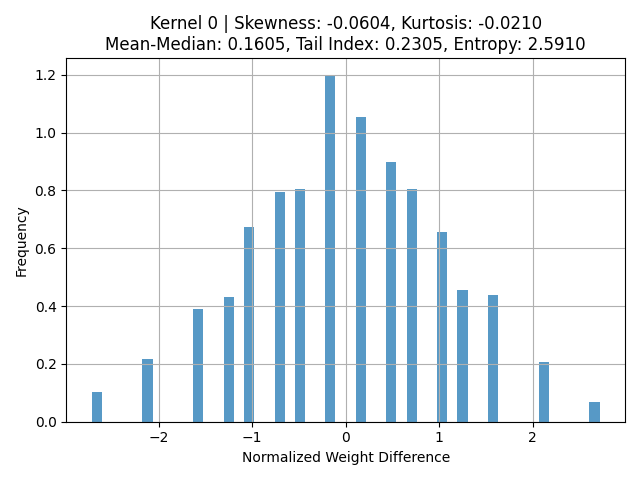 Kernel 0 | Skewness: -0.0604, Kurtosis: -0.0210
Mean-Median: 0.1605, Tail Index: 0.2305, Entropy: 2.5910
Frequency
1.2
1.0
0.8
0.6
0.4
0.2
0.0
−2 −1 0 1 2
Normalized Weight Difference